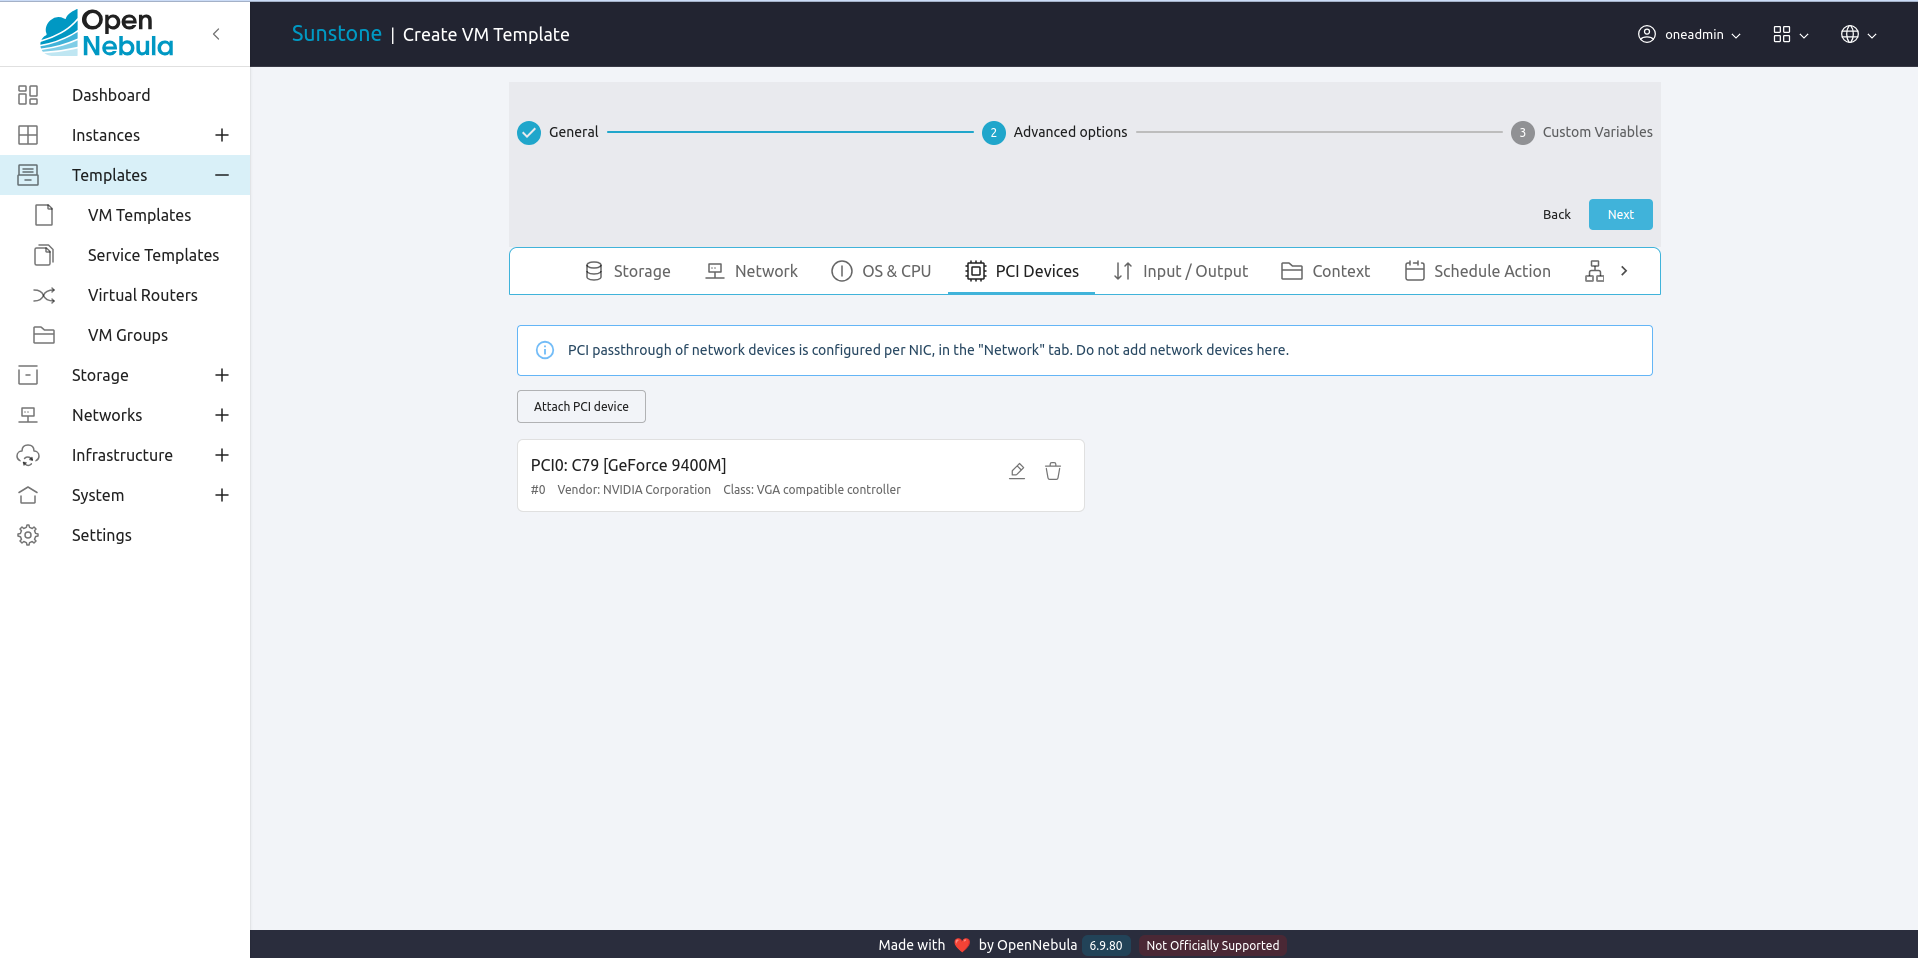 Open
Nebula
Sunstone | Create VM Template
oneadmin
Dashboard
Instances
Templates
VM Templates
Service Templates
Virtual Routers
VM Groups
Storage
Networks
Infrastructure
System
Settings
General
2 Advanced options
3 Custom Variables
Back Next
Storage Network OS & CPU PCI Devices Input / Output Context Schedule Action
PCI passthrough of network devices is configured per NIC, in the "Network" tab. Do not add network devices here.
Attach PCI device
PCI0: C79 [GeForce 9400M]
#0 Vendor: NVIDIA Corporation Class: VGA compatible controller
Made with ❤️ by OpenNebula 6.9.80 Not Officially Supported